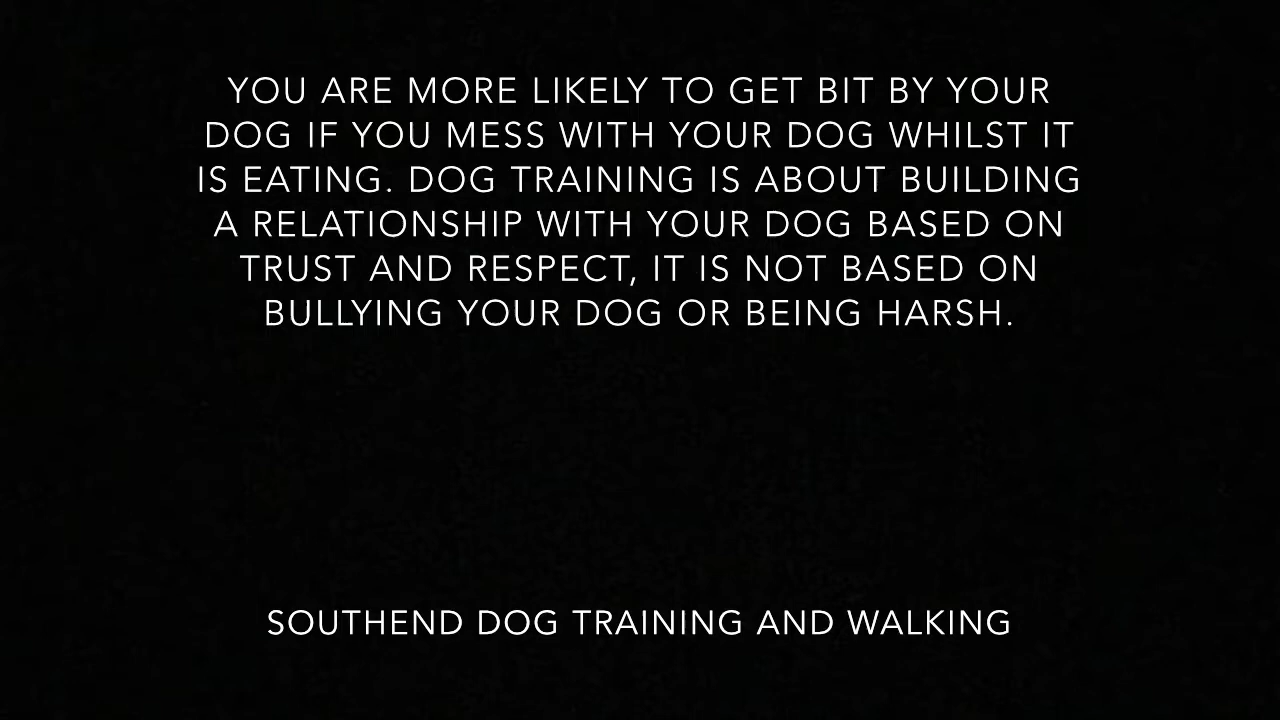 YOU ARE MORE LIKELY TO GET BIT BY YOUR
DOG IF YOU MESS WITH YOUR DOG WHILST IT
IS EATING. DOG TRAINING IS ABOUT BUILDING
A RELATIONSHIP WITH YOUR DOG BASED ON
TRUST AND RESPECT, IT IS NOT BASED ON
BULLYING YOUR DOG OR BEING HARSH.
SOUTHEND DOG TRAINING AND WALKING